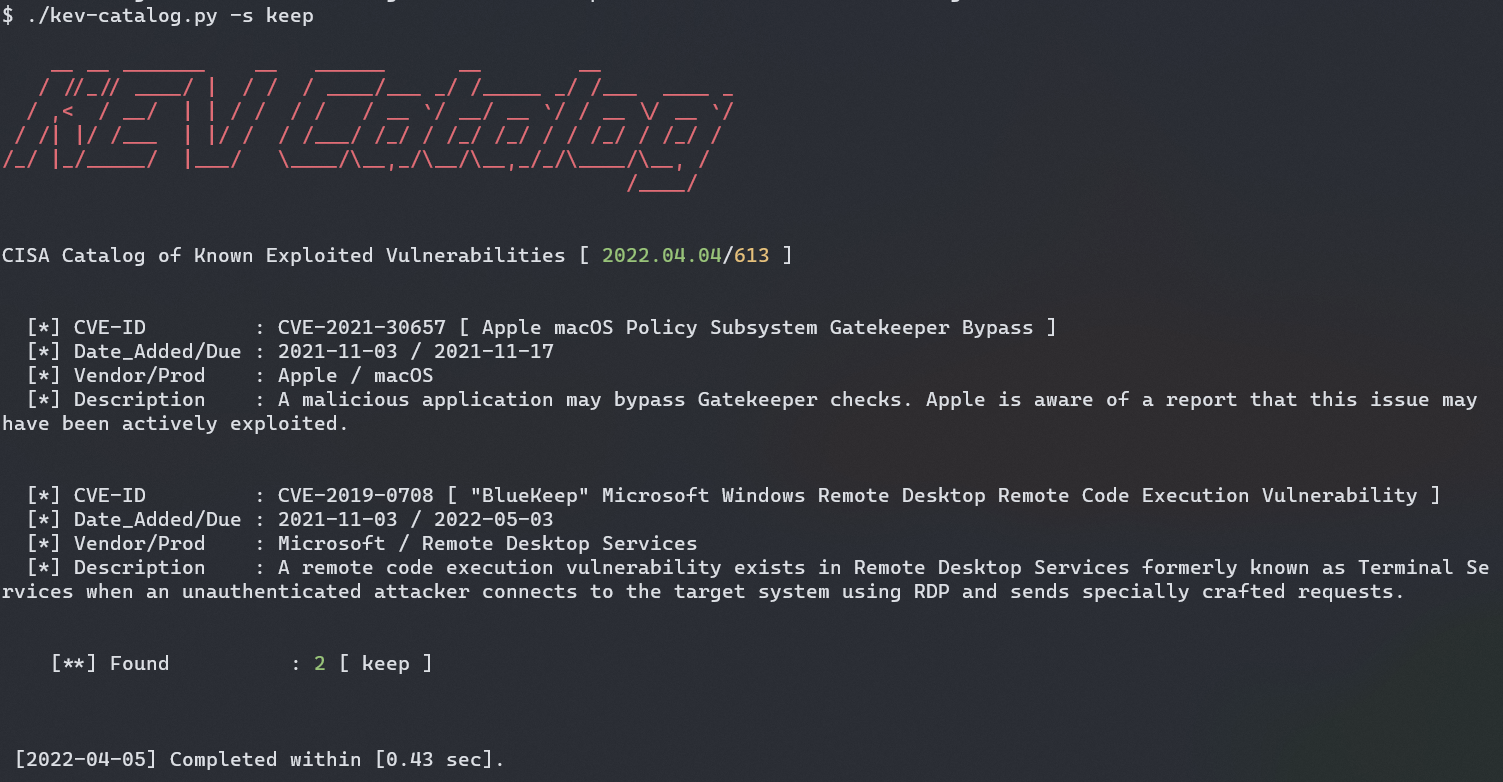 $ ./kev-catalog.py -s keep
KEV Catalog
CISA Catalog of Known Exploited Vulnerabilities [ 2022.04.04/613 ]
[*] CVE-ID         : CVE-2021-30657 [ Apple macOS Policy Subsystem Gatekeeper Bypass ]
[*] Date_Added/Due : 2021-11-03 / 2021-11-17
[*] Vendor/Prod    : Apple / macOS
[*] Description    : A malicious application may bypass Gatekeeper checks. Apple is aware of a report that this issue may
have been actively exploited.
[*] CVE-ID         : CVE-2019-0708 [ "BlueKeep" Microsoft Windows Remote Desktop Remote Code Execution Vulnerability ]
[*] Date_Added/Due : 2021-11-03 / 2022-05-03
[*] Vendor/Prod    : Microsoft / Remote Desktop Services
[*] Description    : A remote code execution vulnerability exists in Remote Desktop Services formerly known as Terminal Se
rvices when an unauthenticated attacker connects to the target system using RDP and sends specially crafted requests.
[**] Found          : 2 [ keep ]
[2022-04-05] Completed within [0.43 sec].